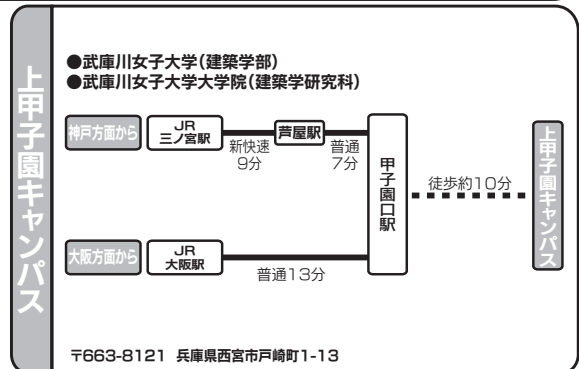 上甲子園キャンパス
●武庫川女子大学(建築学部)
●武庫川女子大学大学院(建築学研究科)
神戸方面から
JR
三ノ宮駅
新快速
9分
芦屋駅
普通
7分
甲子園口駅
徒歩約10分
上甲子園キャンパス
大阪方面から
JR
大阪駅
普通13分
〒663-8121 兵庫県西宮市戸崎町1-13